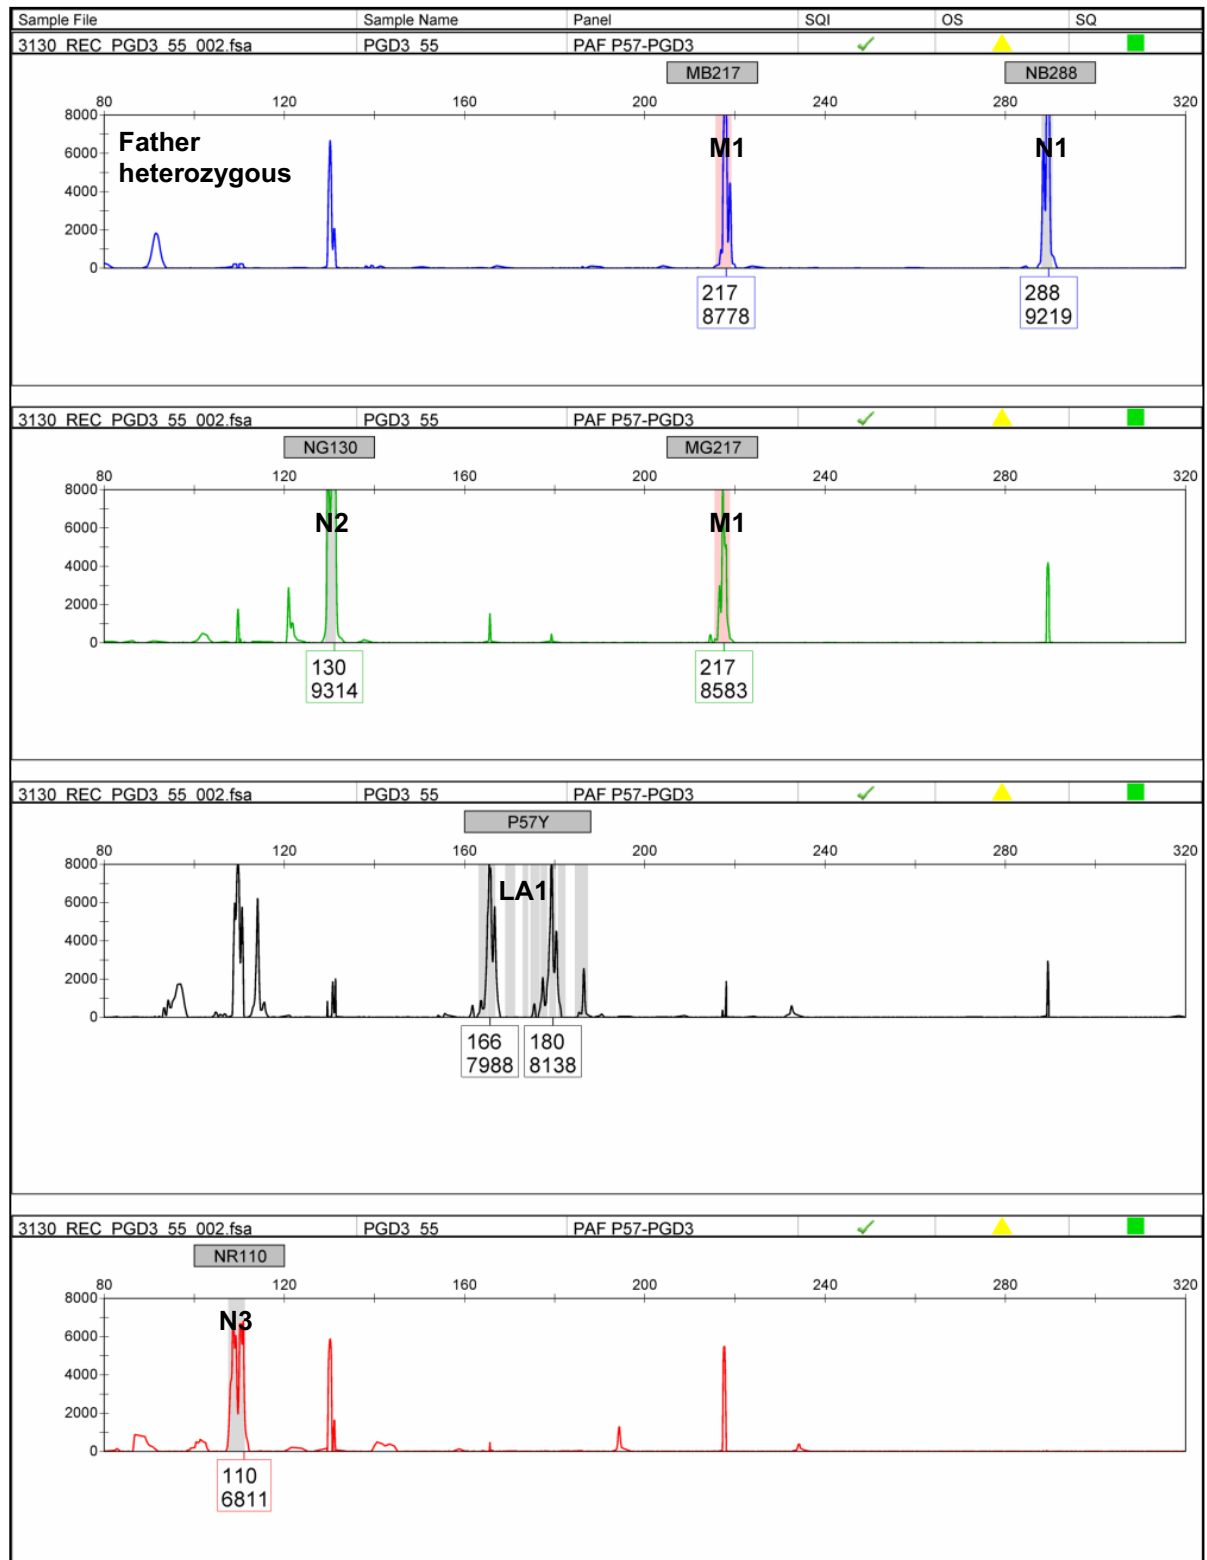 Sample File Sample Name Panel SQI OS SQ
3130_REC_PGD3_55_002.fsa PGD3_55 PAF P57-PGD3
MB217 NB288
80 120 160 200 240 280 320
8000
6000
4000
2000
0
Father
heterozygous
M1 N1
217
8778
288
9219
3130_REC_PGD3_55_002.fsa PGD3_55 PAF P57-PGD3
NG130 MG217
80 120 160 200 240 280 320
8000
6000
4000
2000
0
N2 M1
130
9314
217
8583
3130_REC_PGD3_55_002.fsa PGD3_55 PAF P57-PGD3
P57Y
80 120 160 200 240 280 320
8000
6000
4000
2000
0
LA1
166
7988
180
8138
3130_REC_PGD3_55_002.fsa PGD3_55 PAF P57-PGD3
NR110
80 120 160 200 240 280 320
8000
6000
4000
2000
0
N3
110
6811